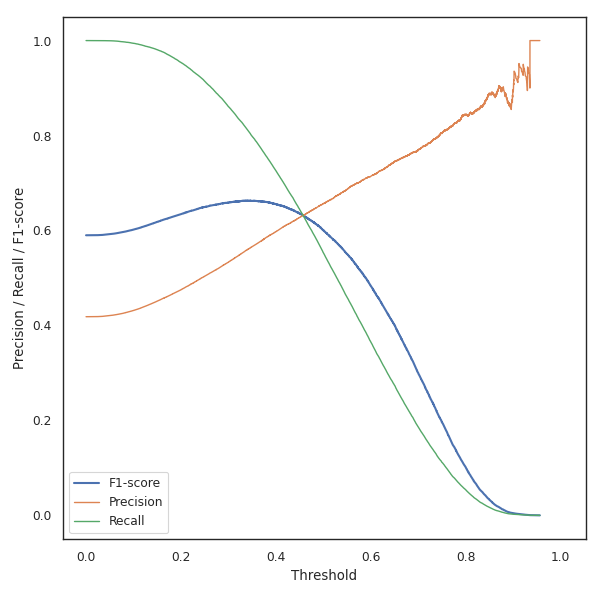 Precision / Recall / F1-score
1.0
0.8
0.6
0.4
0.2
0.0
F1-score
Precision
Recall
0.0 0.2 0.4 0.6 0.8 1.0
Threshold